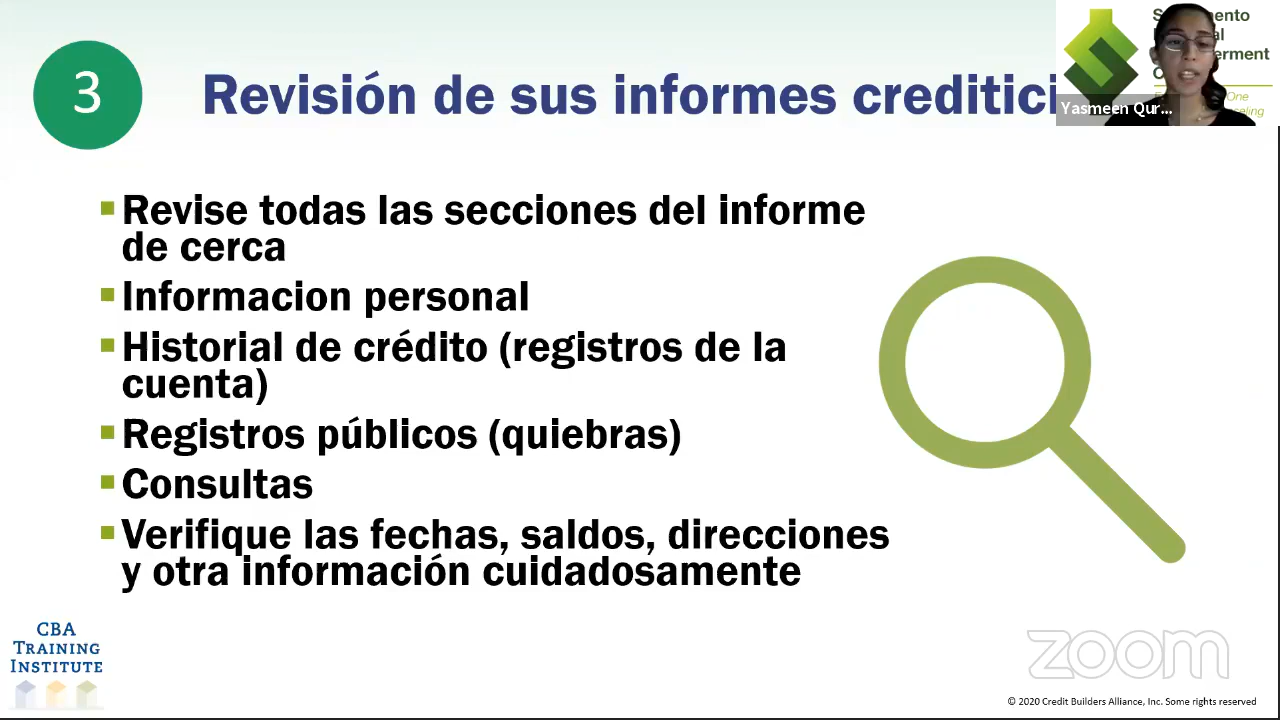 3
Revisión de sus informes creditici
Yasmeen Qur...
Revise todas las secciones del informe
de cerca
Informacion personal
Historial de crédito (registros de la
cuenta)
Registros públicos (quiebras)
Consultas
Verifique las fechas, saldos, direcciones
y otra información cuidadosamente
CBA
TRAINING
INSTITUTE
zoom
© 2020 Credit Builders Alliance, Inc. Some rights reserved